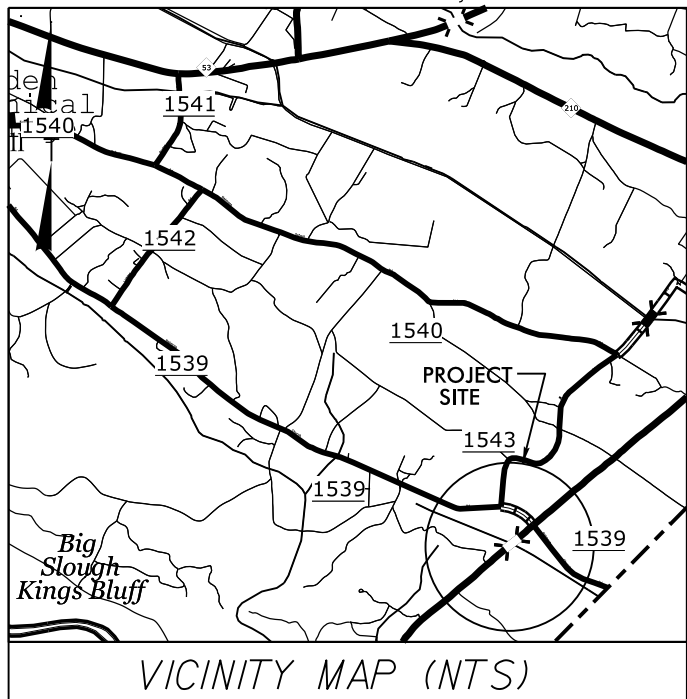 53
1541
1540
210
1542
1540
1539
PROJECT
SITE
1543
1539
1539
Big
Slough
Kings Bluff
VICINITY MAP (NTS)